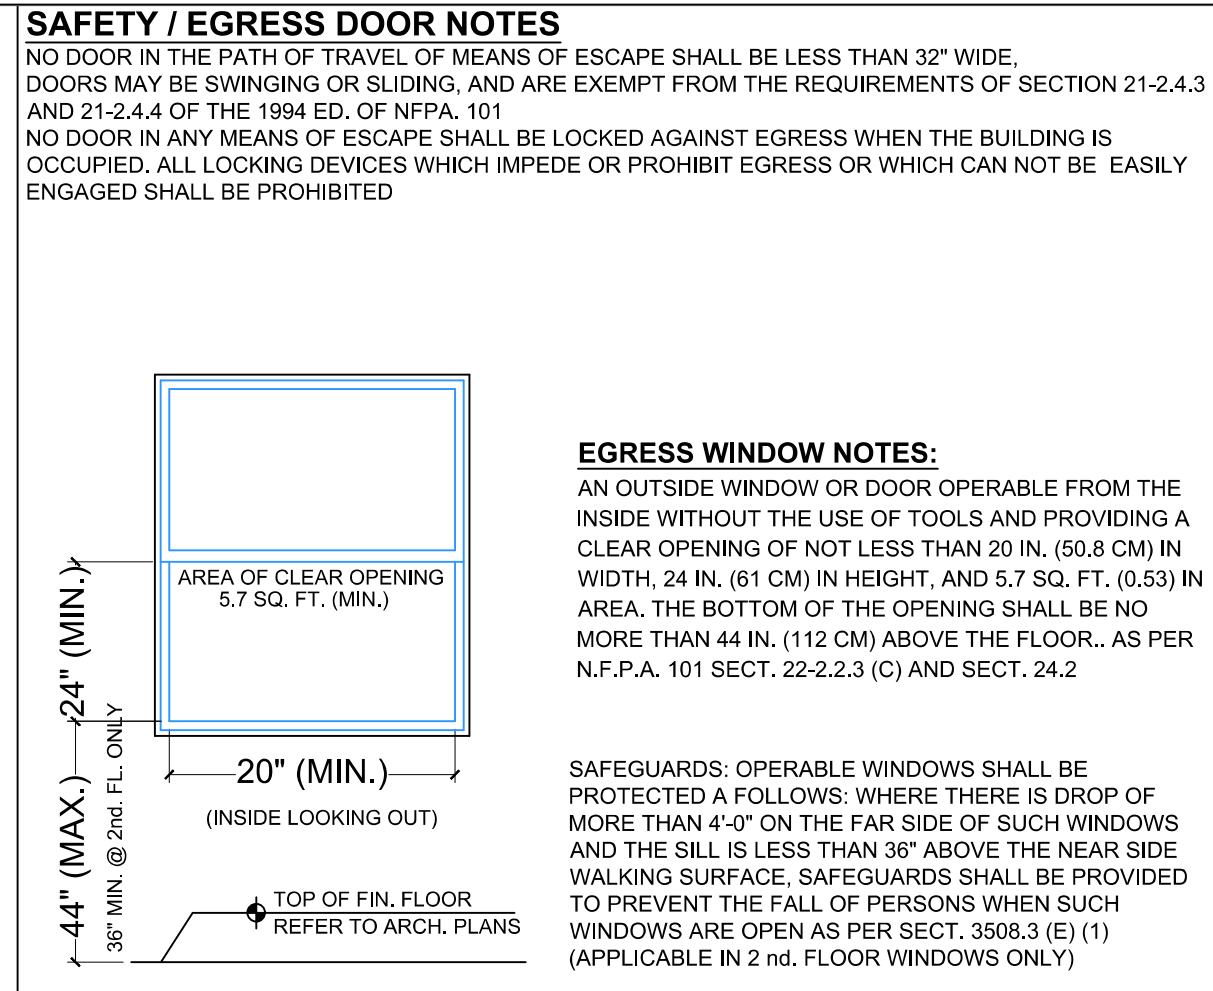 SAFETY / EGRESS DOOR NOTES
NO DOOR IN THE PATH OF TRAVEL OF MEANS OF ESCAPE SHALL BE LESS THAN 32" WIDE,
DOORS MAY BE SWINGING OR SLIDING, AND ARE EXEMPT FROM THE REQUIREMENTS OF SECTION 21-2.4.3
AND 21-2.4.4 OF THE 1994 ED. OF NFPA. 101
NO DOOR IN ANY MEANS OF ESCAPE SHALL BE LOCKED AGAINST EGRESS WHEN THE BUILDING IS
OCCUPIED. ALL LOCKING DEVICES WHICH IMPEDE OR PROHIBIT EGRESS OR WHICH CAN NOT BE EASILY
ENGAGED SHALL BE PROHIBITED
AREA OF CLEAR OPENING
5.7 SQ. FT. (MIN.)
24" (MIN.)
44" (MAX.)
36" MIN. @ 2nd. FL. ONLY
20" (MIN.)
(INSIDE LOOKING OUT)
TOP OF FIN. FLOOR
REFER TO ARCH. PLANS
EGRESS WINDOW NOTES:
AN OUTSIDE WINDOW OR DOOR OPERABLE FROM THE
INSIDE WITHOUT THE USE OF TOOLS AND PROVIDING A
CLEAR OPENING OF NOT LESS THAN 20 IN. (50.8 CM) IN
WIDTH, 24 IN. (61 CM) IN HEIGHT, AND 5.7 SQ. FT. (0.53) IN
AREA. THE BOTTOM OF THE OPENING SHALL BE NO
MORE THAN 44 IN. (112 CM) ABOVE THE FLOOR.. AS PER
N.F.P.A. 101 SECT. 22-2.2.3 (C) AND SECT. 24.2
SAFEGUARDS: OPERABLE WINDOWS SHALL BE
PROTECTED A FOLLOWS: WHERE THERE IS DROP OF
MORE THAN 4'-0" ON THE FAR SIDE OF SUCH WINDOWS
AND THE SILL IS LESS THAN 36" ABOVE THE NEAR SIDE
WALKING SURFACE, SAFEGUARDS SHALL BE PROVIDED
TO PREVENT THE FALL OF PERSONS WHEN SUCH
WINDOWS ARE OPEN AS PER SECT. 3508.3 (E) (1)
(APPLICABLE IN 2 nd. FLOOR WINDOWS ONLY)